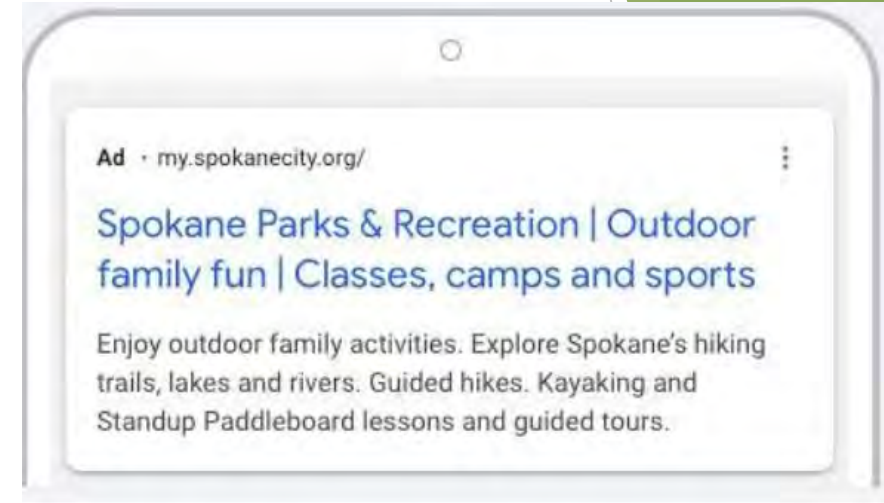 Ad · my.spokanecity.org/
Spokane Parks & Recreation | Outdoor
family fun | Classes, camps and sports
Enjoy outdoor family activities. Explore Spokane's hiking
trails, lakes and rivers. Guided hikes. Kayaking and
Standup Paddleboard lessons and guided tours.